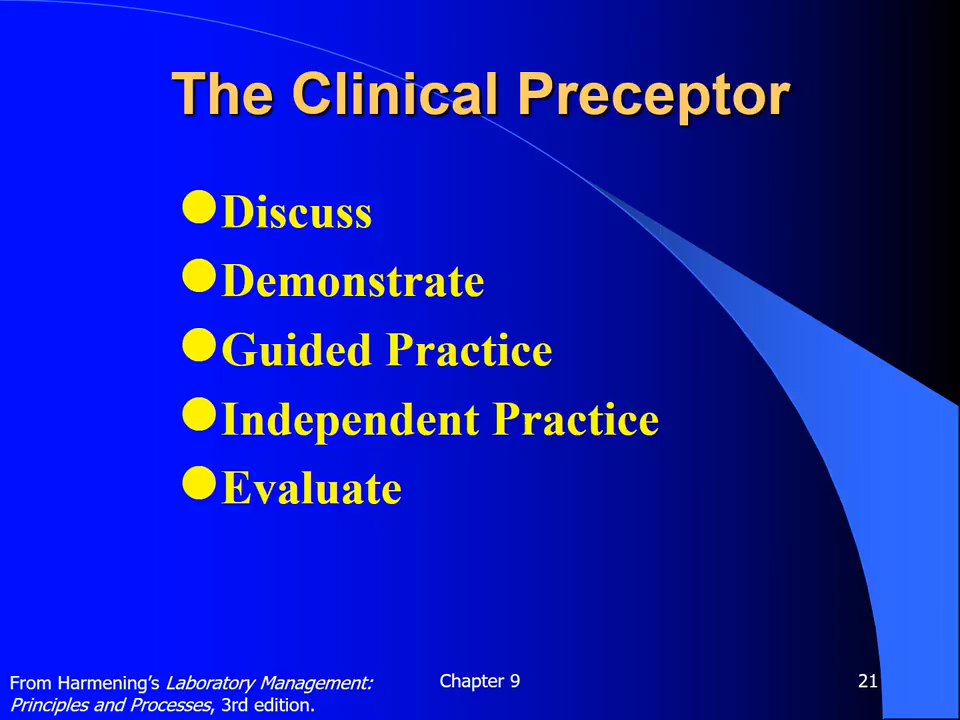 The Clinical Preceptor
Discuss
Demonstrate
Guided Practice
Independent Practice
Evaluate
From Harmening’s Laboratory Management:
Principles and Processes, 3rd edition.
Chapter 9
21